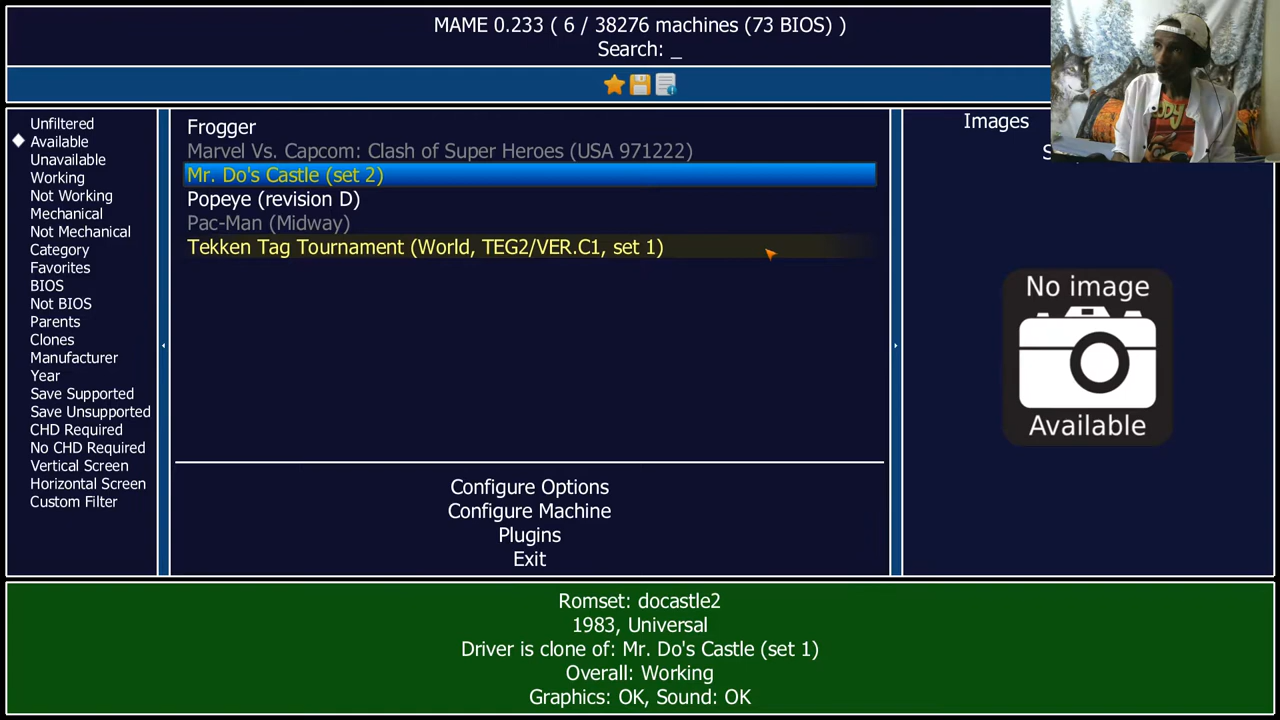 MAME 0.233 ( 6 / 38276 machines (73 BIOS) )
Search: _
Unfiltered
Available
Unavailable
Working
Not Working
Mechanical
Not Mechanical
Category
Favorites
BIOS
Not BIOS
Parents
Clones
Manufacturer
Year
Save Supported
Save Unsupported
CHD Required
No CHD Required
Vertical Screen
Horizontal Screen
Custom Filter
Frogger
Marvel Vs. Capcom: Clash of Super Heroes (USA 971222)
Mr. Do's Castle (set 2)
Popeye (revision D)
Pac-Man (Midway)
Tekken Tag Tournament (World, TEG2/VER.C1, set 1)
Configure Options
Configure Machine
Plugins
Exit
Images
No image
Available
Romset: docastle2
1983, Universal
Driver is clone of: Mr. Do's Castle (set 1)
Overall: Working
Graphics: OK, Sound: OK